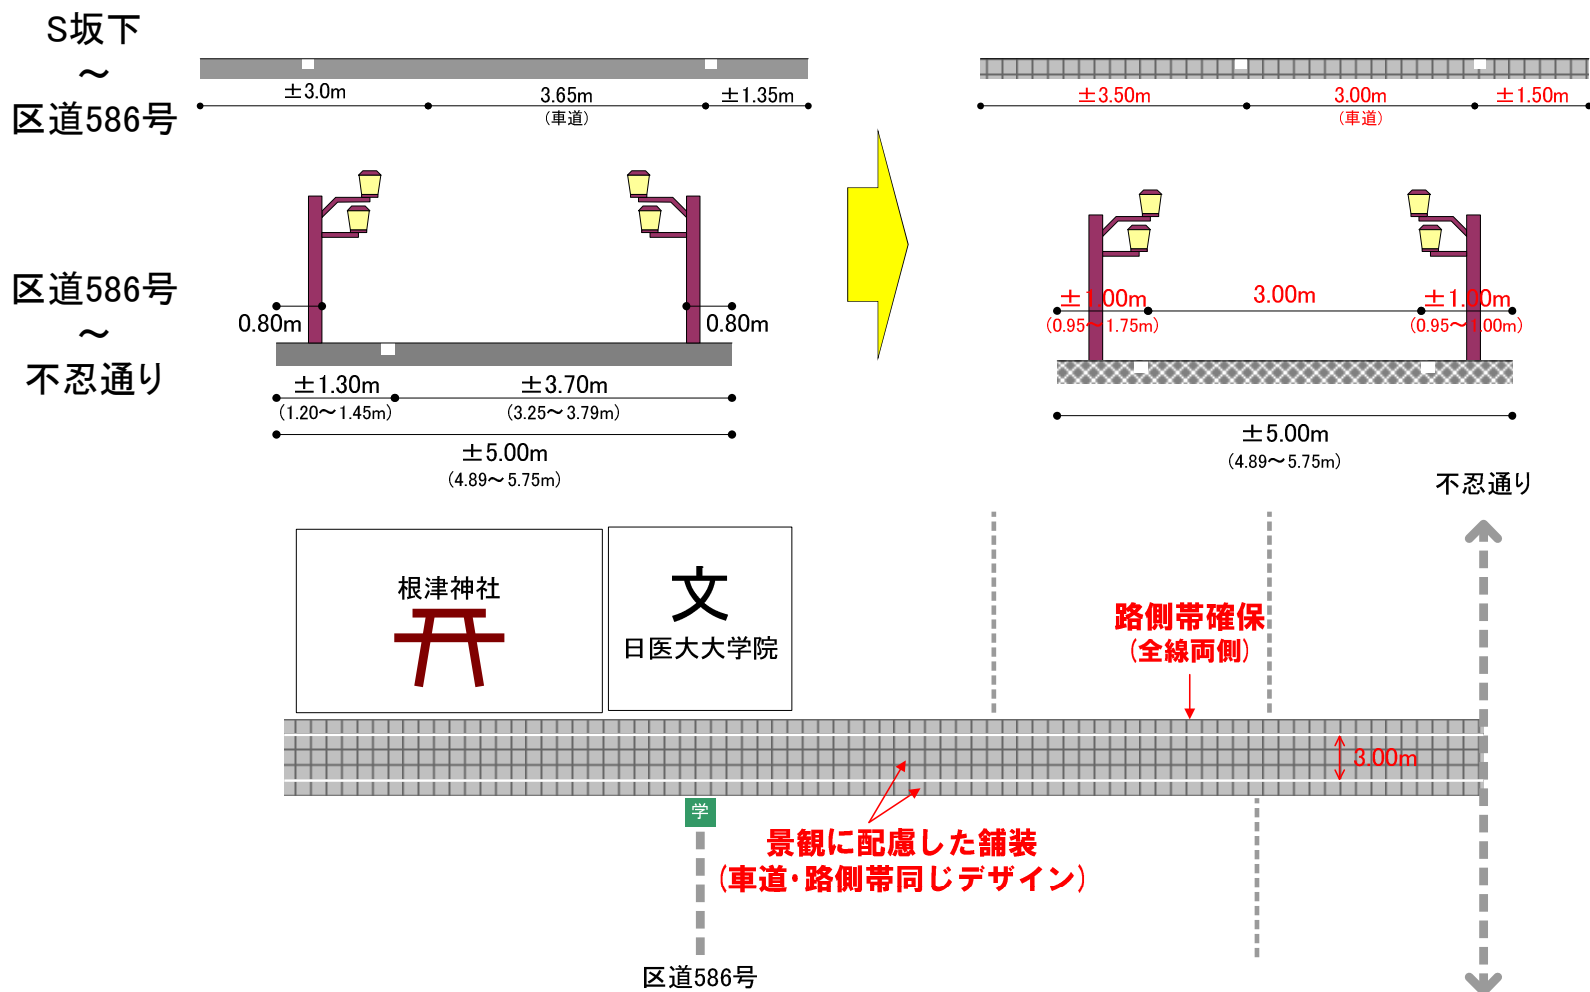 S坂下
～
区道586号
±3.0m
3.65m
(車道)
±1.35m
±3.50m
3.00m
(車道)
±1.50m
区道586号
～
不忍通り
0.80m
0.80m
±1.30m
(1.20～1.45m)
±3.70m
(3.25～3.79m)
±5.00m
(4.89～5.75m)
±1.00m
(0.95～1.75m)
3.00m
±1.00m
(0.95～1.00m)
±5.00m
(4.89～5.75m)
不忍通り
根津神社
文
日医大大学院
路側帯確保
(全線両側)
3.00m
学
景観に配慮した舗装
(車道・路側帯同じデザイン)
区道586号